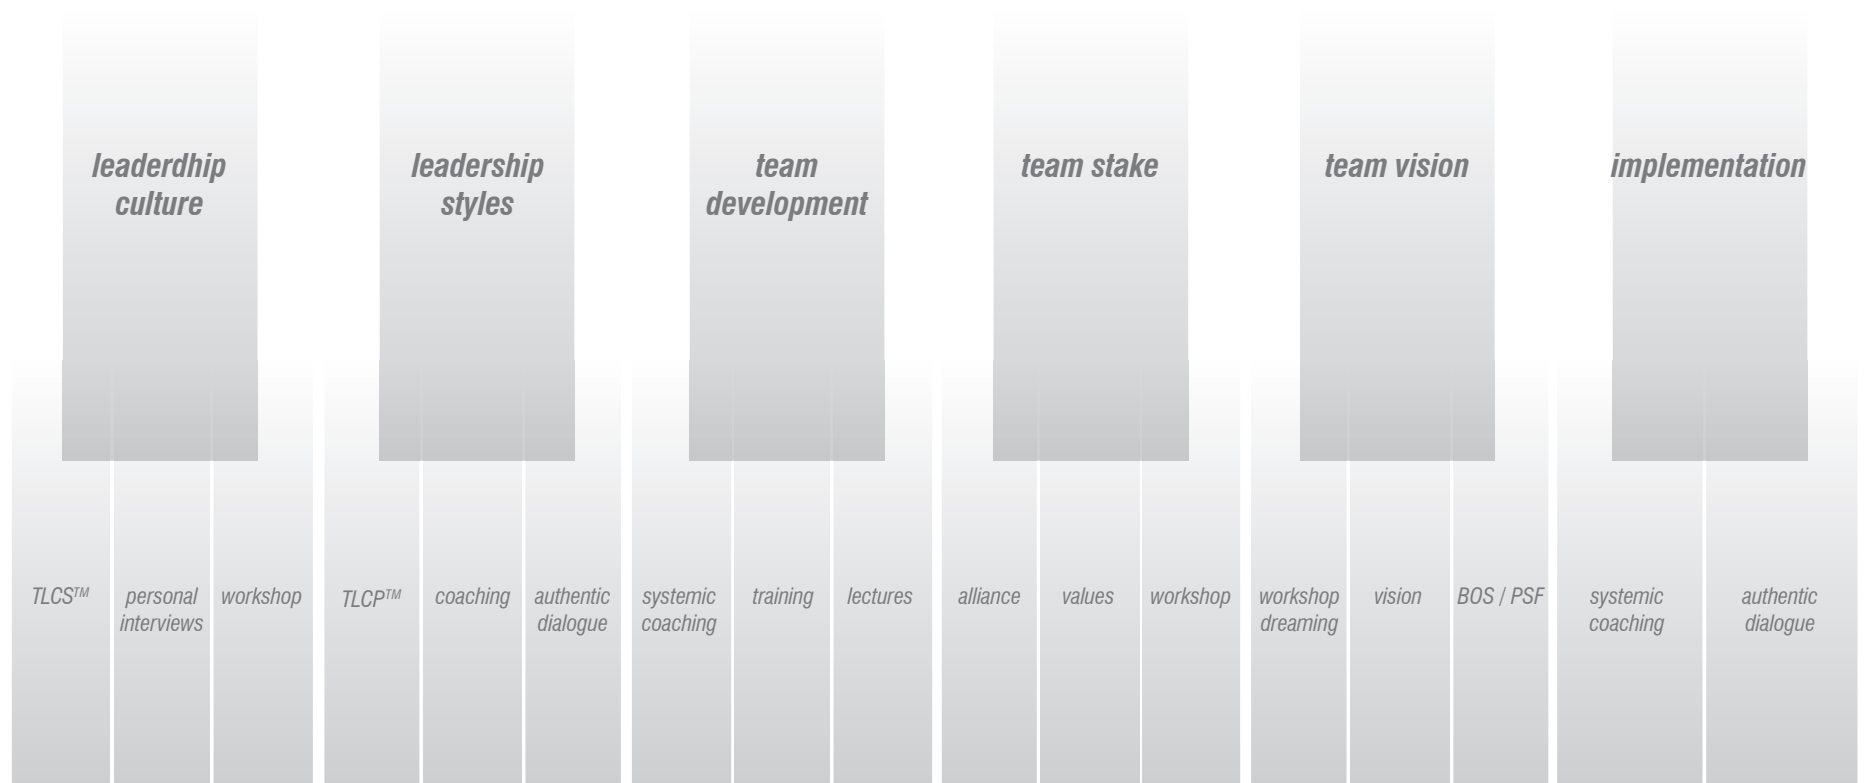 leaderdhip
culture
leadership
styles
team
development
team stake
team vision
implementation
TLCS™
personal
interviews
workshop
TLCP™
coaching
authentic
dialogue
systemic
coaching
training
lectures
alliance
values
workshop
workshop
dreaming
vision
BOS / PSF
systemic
coaching
authentic
dialogue